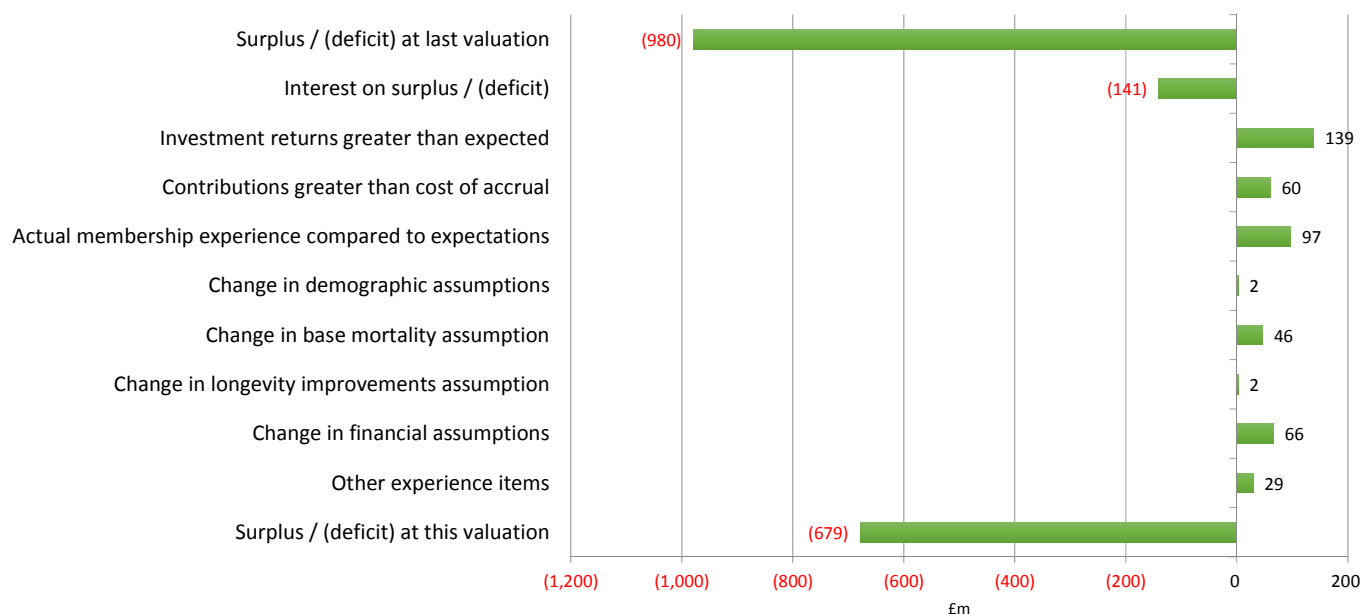 Surplus / (deficit) at last valuation (980)
Interest on surplus / (deficit) (141)
Investment returns greater than expected 139
Contributions greater than cost of accrual 60
Actual membership experience compared to expectations 97
Change in demographic assumptions 2
Change in base mortality assumption 46
Change in longevity improvements assumption 2
Change in financial assumptions 66
Other experience items 29
Surplus / (deficit) at this valuation (679)
(1,200) (1,000) (800) (600) (400) (200) 0 200
£m